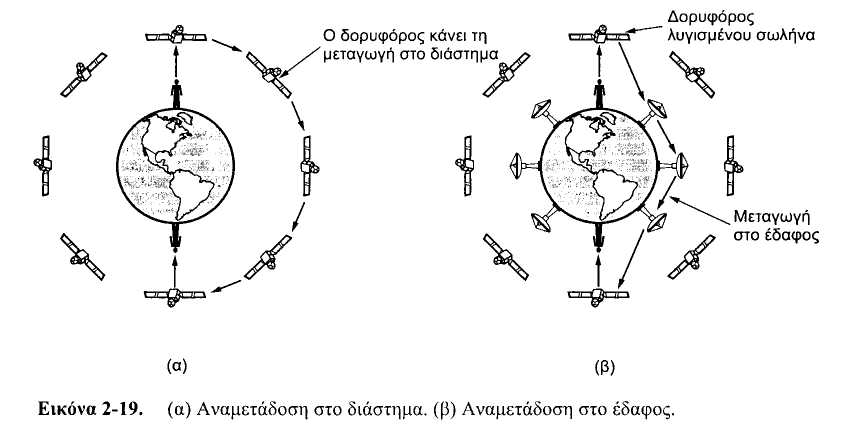 Ο δορυφόρος κάνει τη
μεταγωγή στο διάστημα
Δορυφόρος
λυγισμένου σωλήνα
Μεταγωγή
στο έδαφος
(α)
(β)
Εικόνα 2-19. (α) Αναμετάδοση στο διάστημα. (β) Αναμετάδοση στο έδαφος.